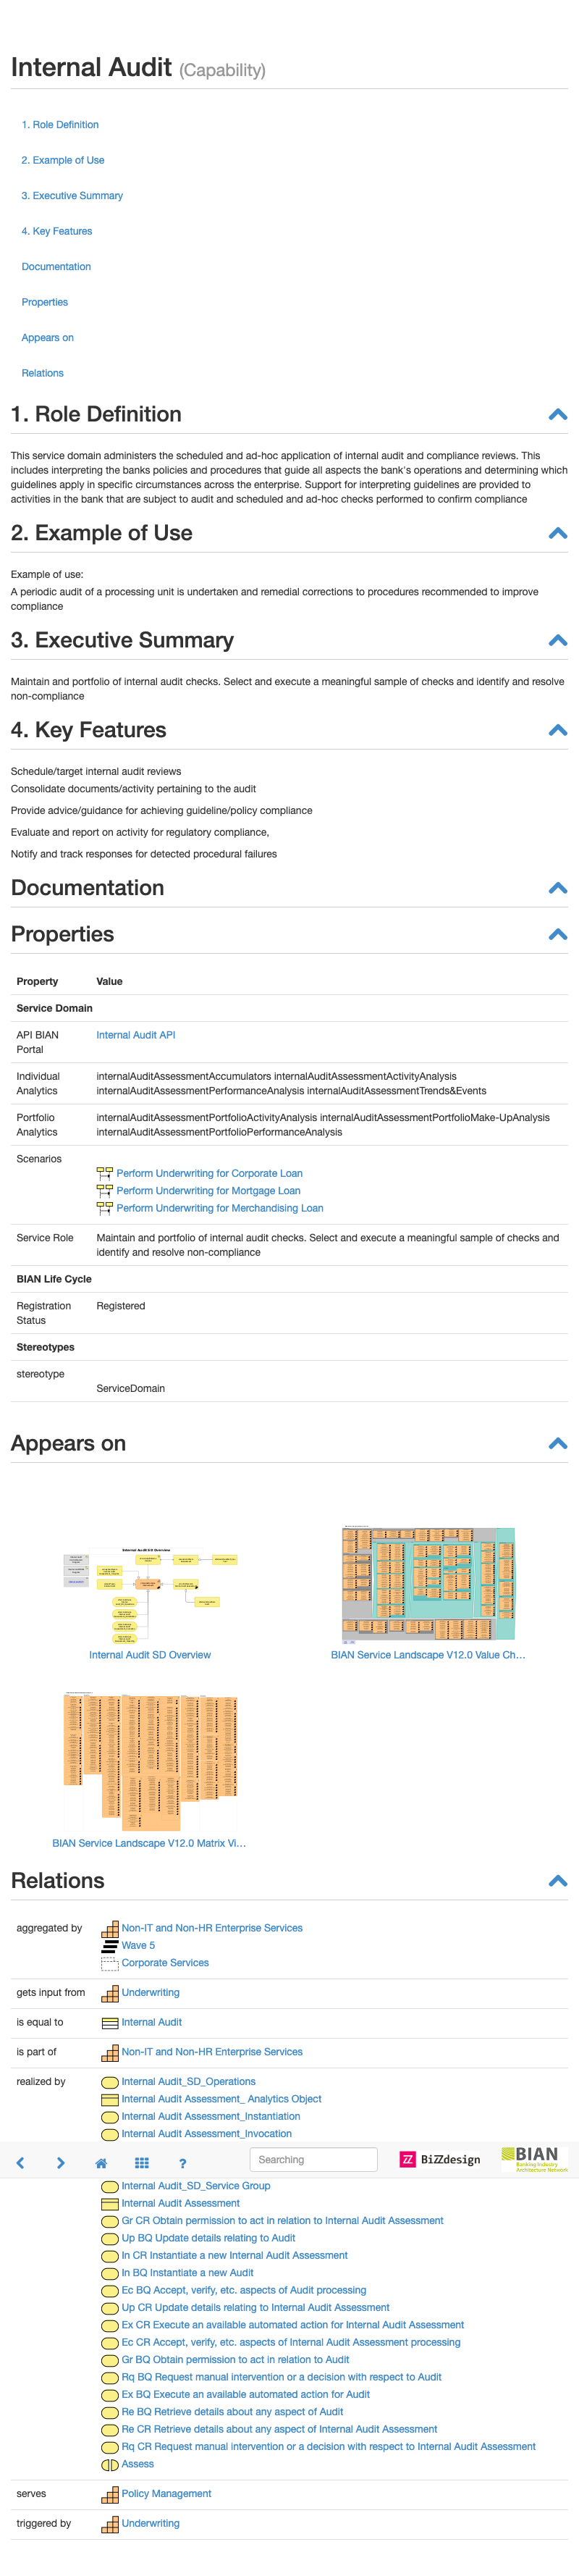 Internal Audit (Capability)
1. Role Definition
2. Example of Use
3. Executive Summary
4. Key Features
Documentation
Properties
Appears on
Relations
1. Role Definition
This service domain administers the scheduled and ad-hoc application of internal audit and compliance reviews. This
includes interpreting the banks policies and procedures that guide all aspects the bank's operations and determining which
guidelines apply in specific circumstances across the enterprise. Support for interpreting guidelines are provided to
activities in the bank that are subject to audit and scheduled and ad-hoc checks performed to confirm compliance
2. Example of Use
Example of use:
A periodic audit of a processing unit is undertaken and remedial corrections to procedures recommended to improve
compliance
3. Executive Summary
Maintain and portfolio of internal audit checks. Select and execute a meaningful sample of checks and identify and resolve
non-compliance
4. Key Features
Schedule/target internal audit reviews
Consolidate documents/activity pertaining to the audit
Provide advice/guidance for achieving guideline/policy compliance
Evaluate and report on activity for regulatory compliance,
Notify and track responses for detected procedural failures
Documentation
Properties
Property Value
Service Domain
API BIAN Internal Audit API
Portal
Individual internalAuditAssessmentAccumulators internalAuditAssessmentActivityAnalysis
Analytics internalAuditAssessmentPerformanceAnalysis internalAuditAssessmentTrends&Events
Portfolio internalAuditAssessmentPortfolioActivityAnalysis internalAuditAssessmentPortfolioMake-UpAnalysis
Analytics internalAuditAssessmentPortfolioPerformanceAnalysis
Scenarios
Perform Underwriting for Corporate Loan
Perform Underwriting for Mortgage Loan
Perform Underwriting for Merchandising Loan
Service Role Maintain and portfolio of internal audit checks. Select and execute a meaningful sample of checks and
identify and resolve non-compliance
BIAN Life Cycle
Registration Registered
Status
Stereotypes
stereotype
ServiceDomain
Appears on
Internal Audit SD Overview
Internal Audit SD Overview
BIAN Service Landscape V12.0 Value Ch...
BIAN Service Landscape V12.0 Matrix Vi...
Relations
aggregated by Non-IT and Non-HR Enterprise Services
Wave 5
Corporate Services
gets input from Underwriting
is equal to Internal Audit
is part of Non-IT and Non-HR Enterprise Services
realized by Internal Audit_SD_Operations
Internal Audit Assessment_ Analytics Object
Internal Audit Assessment_Instantiation
Internal Audit Assessment_Invocation
? Searching ZZ BiZZdesign BIAN
Banking Industry
Architecture Network
Internal Audit_SD_Service Group
Internal Audit Assessment
Gr CR Obtain permission to act in relation to Internal Audit Assessment
Up BQ Update details relating to Audit
In CR Instantiate a new Internal Audit Assessment
In BQ Instantiate a new Audit
Ec BQ Accept, verify, etc. aspects of Audit processing
Up CR Update details relating to Internal Audit Assessment
Ex CR Execute an available automated action for Internal Audit Assessment
Ec CR Accept, verify, etc. aspects of Internal Audit Assessment processing
Gr BQ Obtain permission to act in relation to Audit
Rq BQ Request manual intervention or a decision with respect to Audit
Ex BQ Execute an available automated action for Audit
Re BQ Retrieve details about any aspect of Audit
Re CR Retrieve details about any aspect of Internal Audit Assessment
Rq CR Request manual intervention or a decision with respect to Internal Audit Assessment
Assess
serves Policy Management
triggered by Underwriting